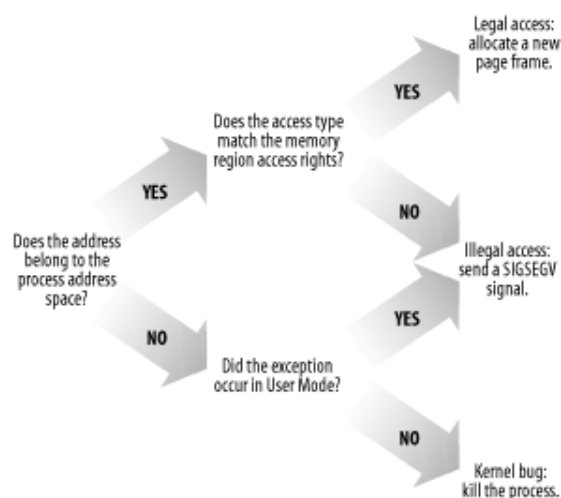 Legal access:
allocate a new
page frame.
YES
Does the access type
match the memory
region access rights?
YES
NO
Does the address
belong to the
process address
space?
Illegal access:
send a SIGSEGV
signal.
NO
YES
Did the exception
occur in User Mode?
NO
Kernel bug:
kill the process.